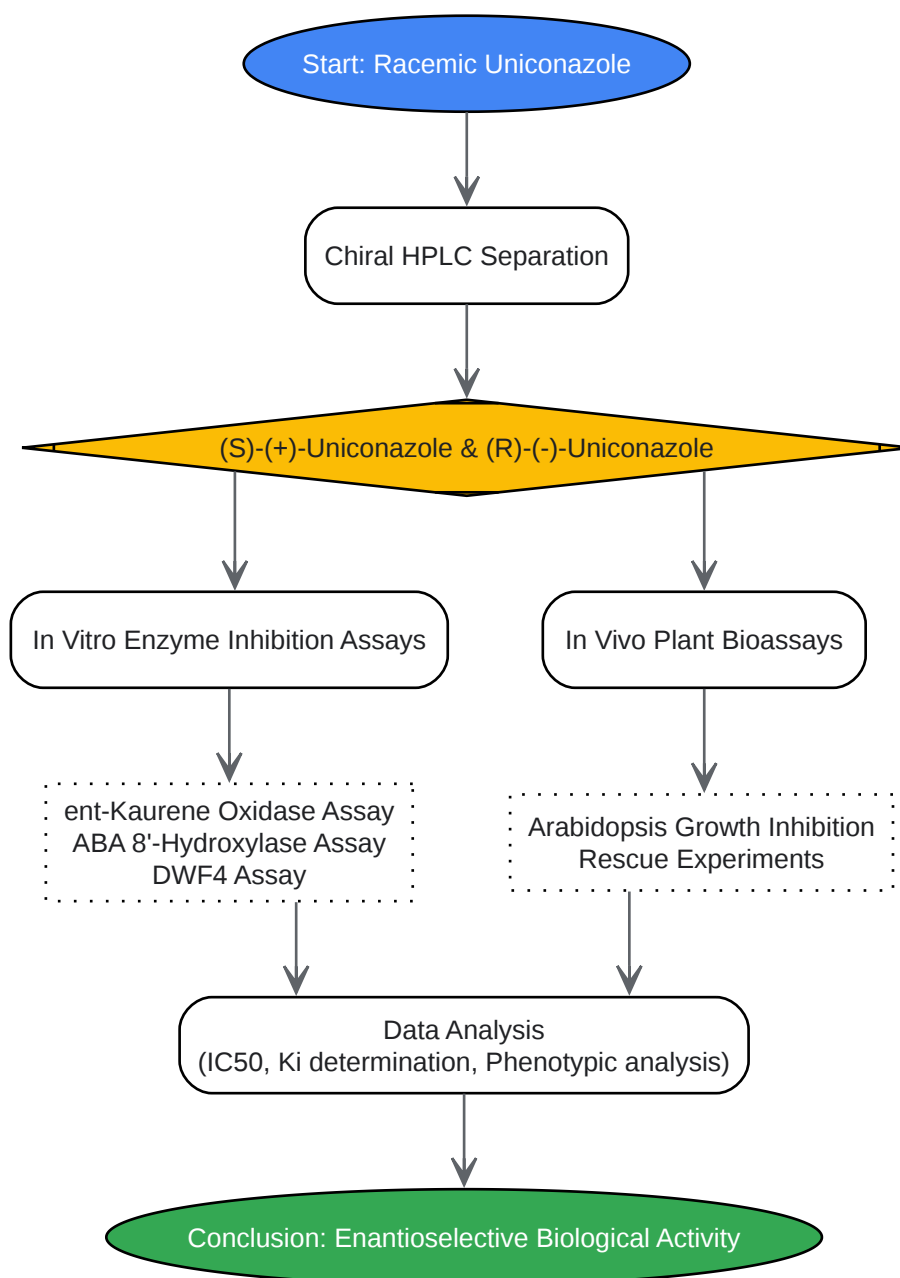 Start: Racemic Uniconazole
Chiral HPLC Separation
(S)-(+)-Uniconazole & (R)-(-)-Uniconazole
In Vitro Enzyme Inhibition Assays
In Vivo Plant Bioassays
ent-Kaurene Oxidase Assay
ABA 8'-Hydroxylase Assay
DWF4 Assay
Arabidopsis Growth Inhibition
Rescue Experiments
Data Analysis
(IC50, Ki determination, Phenotypic analysis)
Conclusion: Enantioselective Biological Activity